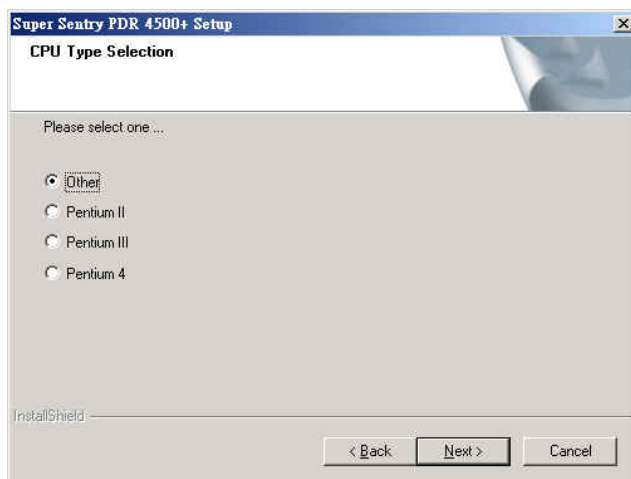 Super Sentry PDR 4500+ Setup
CPU Type Selection
Please select one ...
Other
Pentium II
Pentium III
Pentium 4
InstallShield
< Back
Next >
Cancel